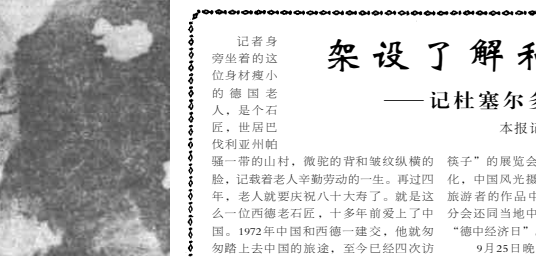 架设了解和
——记杜塞尔多
本报记
记者身
旁坐着的这
位身材瘦小
的德国老
人，是个石
匠，世居巴
伐利亚州帕
骚一带的山村，微驼的背和皱纹纵横的
脸，记载着老人辛勤劳动的一生。再过四
年，老人就要庆祝八十大寿了。就是这
么一位西德老石匠，十多年前爱上了中
国。1972年中国和西德一建交，他就匆
匆踏上去中国的旅途，至今已经四次访
筷子”的展览会
化，中国风光摄
旅游者的作品中
分会还同当地中
“德中经济日”。
9月25日晚